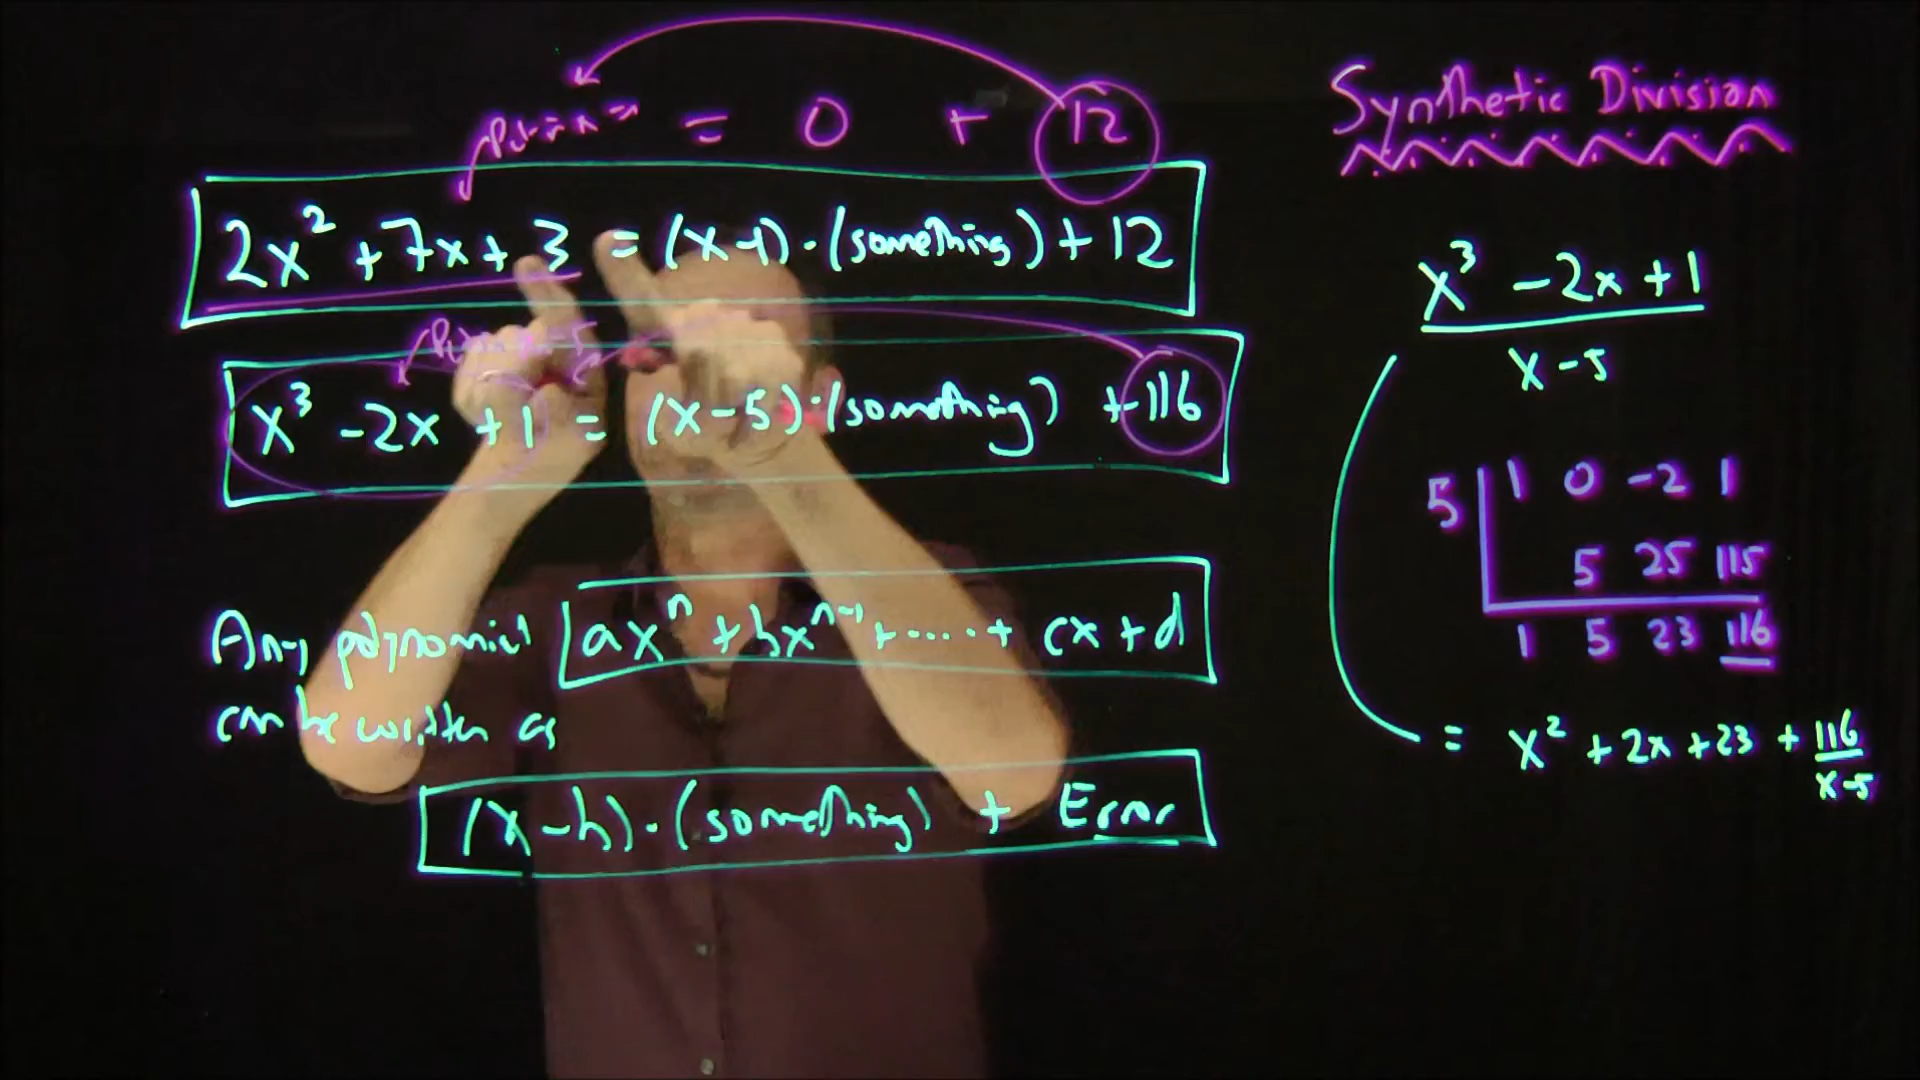 = 0 + 12
2x² + 7x + 3 = (x-1)·(something) + 12
x³ - 2x + 1 = (x-5)·(something) + 116
Any polynomial axⁿ + bxⁿ⁻¹ + ..... + cx + d
can be written as
(x-h)·(something) + Error
Synthetic Division
x³ - 2x + 1
x - 5
5 | 1 0 -2 1
5 25 115
1 5 23 116
= x² + 2x + 23 + 116
x-5